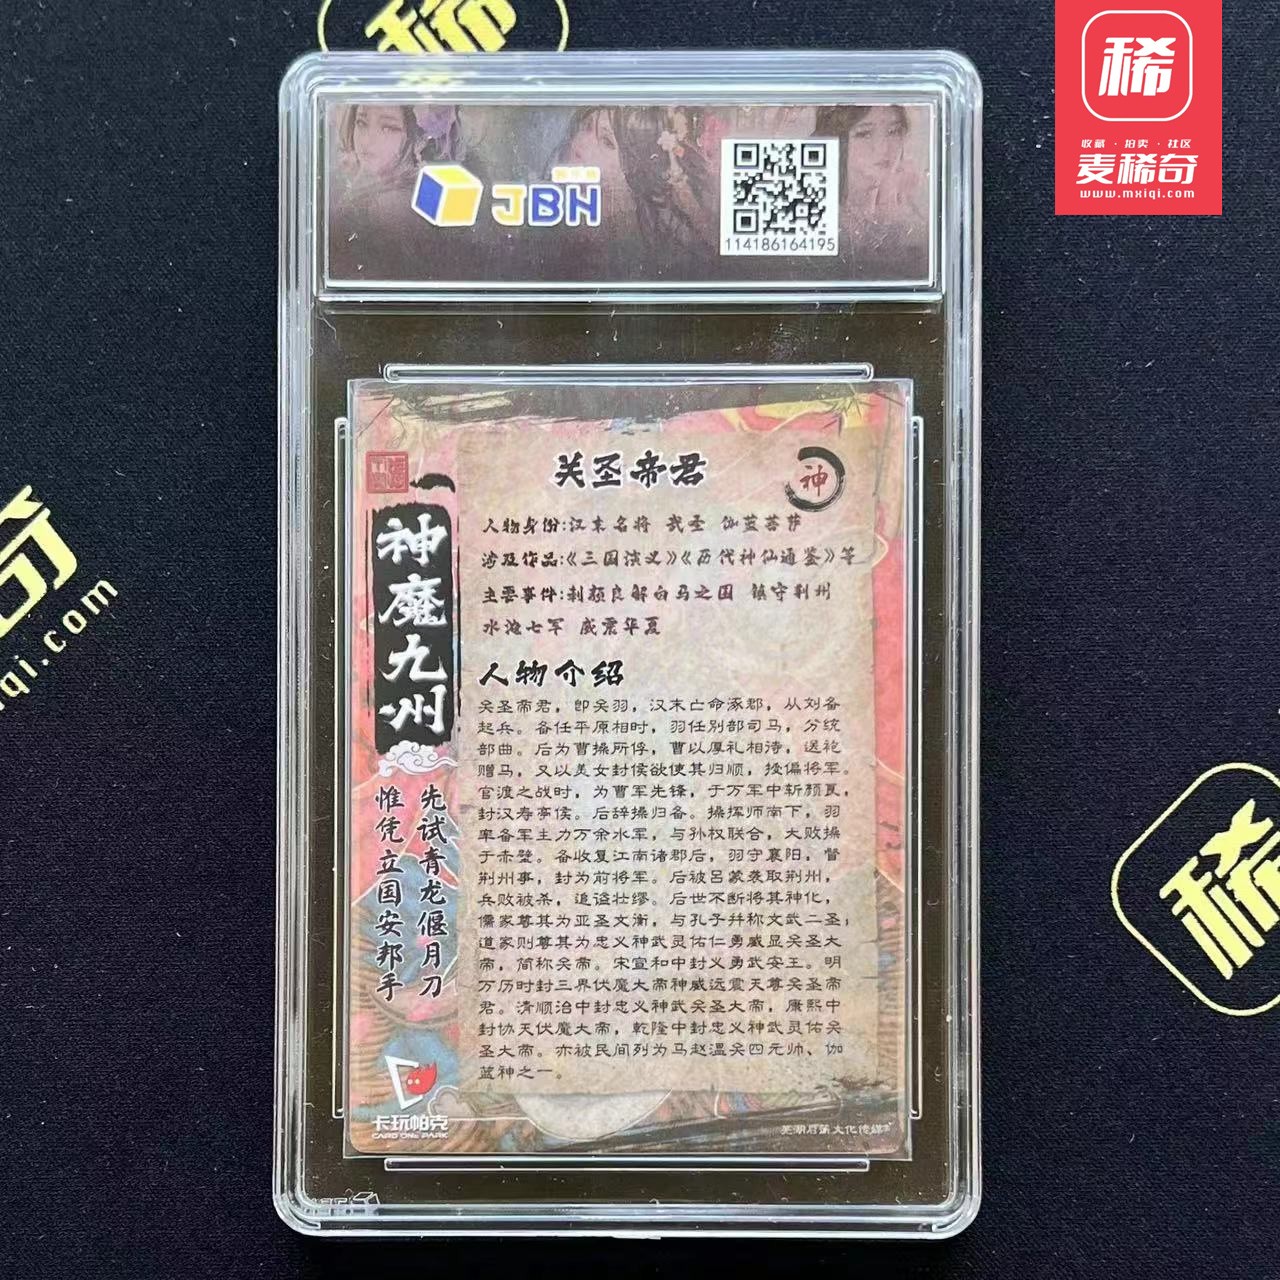 稀
收藏 · 拍卖 · 社区
麦稀奇
www.mxiqi.com
JBH
114186164195
关圣帝君
神
人物身份:汉末名将 武圣 伽蓝菩萨
涉及作品:《三国演义》《历代神仙通鉴》等
主要事件:刺颜良解白马之围 镇守荆州
水淹七军 威震华夏
人物介绍
关圣帝君，即关羽，汉末亡命涿郡，从刘备
起兵。备任平原相时，羽任别部司马，分统
部曲。后为曹操所俘，曹以厚礼相待，送袍
赠马，又以美女封侯欲使其归顺，授偏将军。
官渡之战时，为曹军先锋，于万军中斩颜良，
封汉寿亭侯。后辞操归备。操挥师南下，羽
率备军主力万余水军，与孙权联合，大败操
于赤壁。备收复江南诸郡后，羽守襄阳，督
荆州事，封为前将军。后被吕蒙袭取荆州，
兵败被杀，追谥壮缪。后世不断将其神化，
儒家尊其为亚圣文衡，与孔子并称文武二圣；
道家则尊其为忠义神武灵佑仁勇威显关圣大
帝，简称关帝。宋宣和中封义勇武安王。明
万历时封三界伏魔大帝神威远震天尊关圣帝
君。清顺治中封忠义神武关圣大帝，康熙中
封协天伏魔大帝，乾隆中封忠义神武灵佑关
圣大帝。亦被民间列为马赵温关四元帅、伽
蓝神之一。
神魔九州
先试青龙偃月刀
惟凭立国安邦手
卡玩帕克
CARD ONE PARK
奇
iqi.com
稀